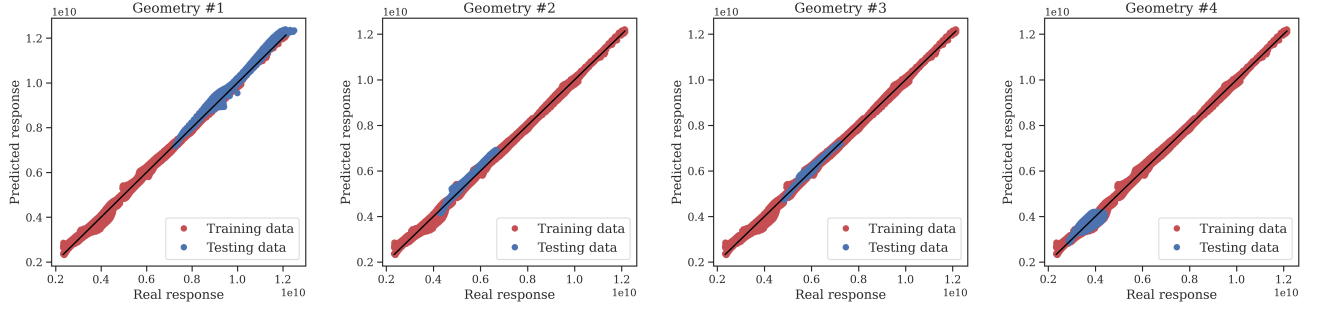 Geometry #1
1e10
Predicted response
1.2
1.0
0.8
0.6
0.4
0.2
Training data
Testing data
0.2 0.4 0.6 0.8 1.0 1.2
Real response
1e10
Geometry #2
1e10
Predicted response
1.2
1.0
0.8
0.6
0.4
0.2
Training data
Testing data
0.2 0.4 0.6 0.8 1.0 1.2
Real response
1e10
Geometry #3
1e10
Predicted response
1.2
1.0
0.8
0.6
0.4
0.2
Training data
Testing data
0.2 0.4 0.6 0.8 1.0 1.2
Real response
1e10
Geometry #4
1e10
Predicted response
1.2
1.0
0.8
0.6
0.4
0.2
Training data
Testing data
0.2 0.4 0.6 0.8 1.0 1.2
Real response
1e10